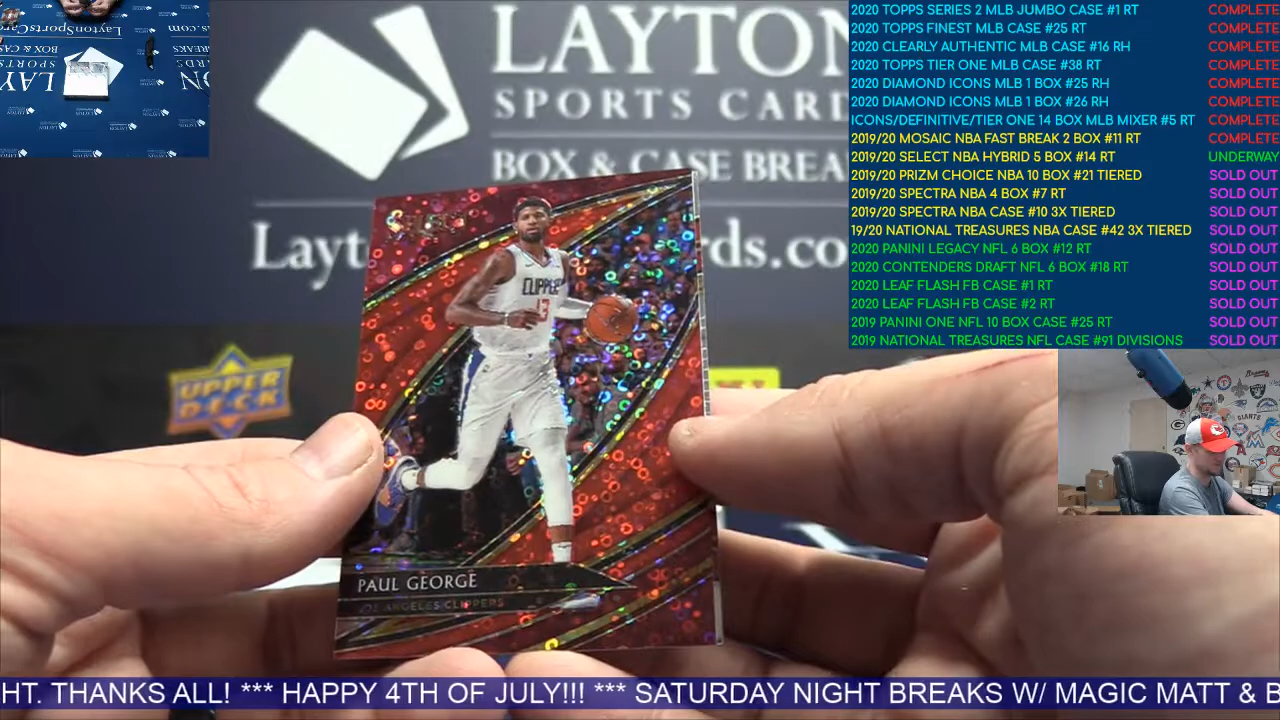 LAYTON
SPORTS CARD
BOX & CASE BREA
Layt rds.co
UPPER DECK
CLIPPERS
13
PAUL GEORGE
LOS ANGELES CLIPPERS
2020 TOPPS SERIES 2 MLB JUMBO CASE #1 RT COMPLETE
2020 TOPPS FINEST MLB CASE #25 RT COMPLETE
2020 CLEARLY AUTHENTIC MLB CASE #16 RH COMPLETE
2020 TOPPS TIER ONE MLB CASE #38 RT COMPLETE
2020 DIAMOND ICONS MLB 1 BOX #25 RH COMPLETE
2020 DIAMOND ICONS MLB 1 BOX #26 RH COMPLETE
ICONS/DEFINITIVE/TIER ONE 14 BOX MLB MIXER #5 RT COMPLETE
2019/20 MOSAIC NBA FAST BREAK 2 BOX #11 RT COMPLETE
2019/20 SELECT NBA HYBRID 5 BOX #14 RT UNDERWAY
2019/20 PRIZM CHOICE NBA 10 BOX #21 TIERED SOLD OUT
2019/20 SPECTRA NBA 4 BOX #7 RT SOLD OUT
2019/20 SPECTRA NBA CASE #10 3X TIERED SOLD OUT
19/20 NATIONAL TREASURES NBA CASE #42 3X TIERED SOLD OUT
2020 PANINI LEGACY NFL 6 BOX #12 RT SOLD OUT
2020 CONTENDERS DRAFT NFL 6 BOX #18 RT SOLD OUT
2020 LEAF FLASH FB CASE #1 RT SOLD OUT
2020 LEAF FLASH FB CASE #2 RT SOLD OUT
2019 PANINI ONE NFL 10 BOX CASE #25 RT SOLD OUT
2019 NATIONAL TREASURES NFL CASE #91 DIVISIONS SOLD OUT
GIANTS
HT. THANKS ALL! *** HAPPY 4TH OF JULY!!! *** SATURDAY NIGHT BREAKS W/ MAGIC MATT & B